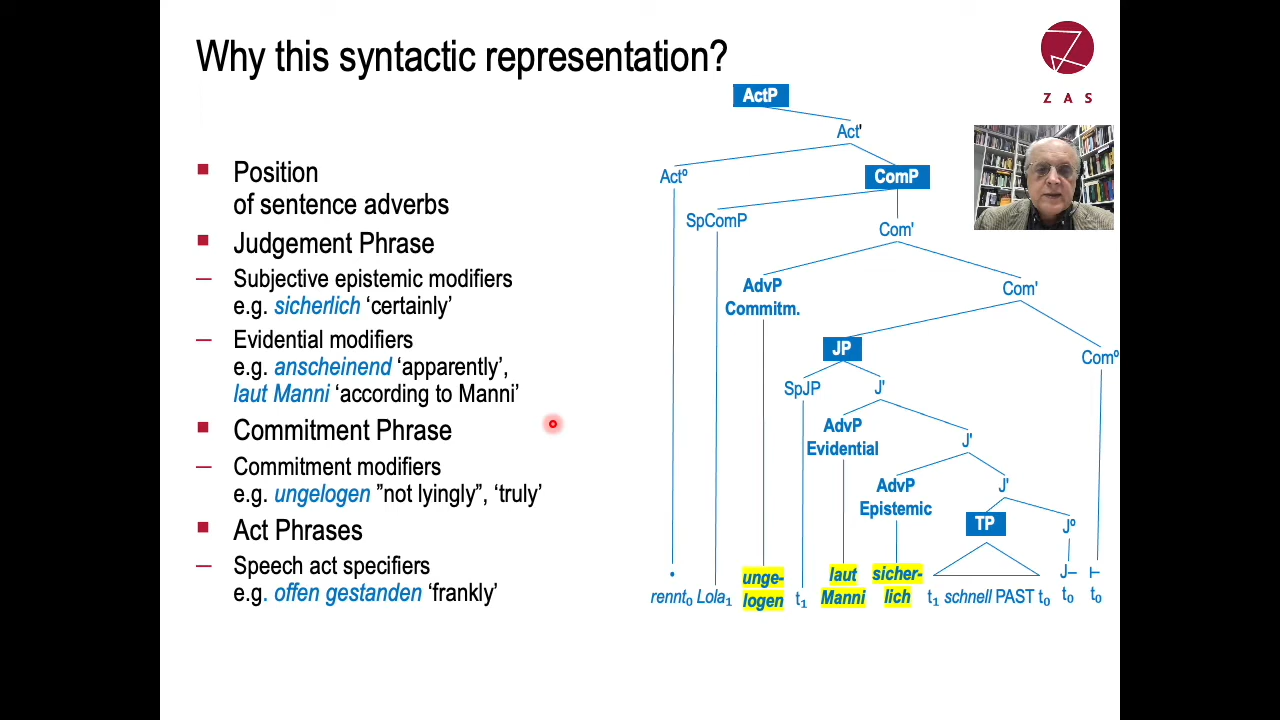 Why this syntactic representation?
Z A S
Position
of sentence adverbs
Judgement Phrase
Subjective epistemic modifiers
e.g. sicherlich ‘certainly’
Evidential modifiers
e.g. anscheinend ‘apparently’,
laut Manni ‘according to Manni’
Commitment Phrase
Commitment modifiers
e.g. ungelogen ”not lyingly”, ‘truly’
Act Phrases
Speech act specifiers
e.g. offen gestanden ‘frankly’
ActP
Act'
Actº
ComP
SpComP
Com'
AdvP
Commitm.
Com'
JP
Comº
SpJP
J'
AdvP
Evidential
J'
AdvP
Epistemic
J'
TP
Jº
•
unge-
logen
laut
Manni
sicher-
lich
J–
⊢
rennt₀ Lola₁
t₁
t₁ schnell PAST t₀
t₀
t₀